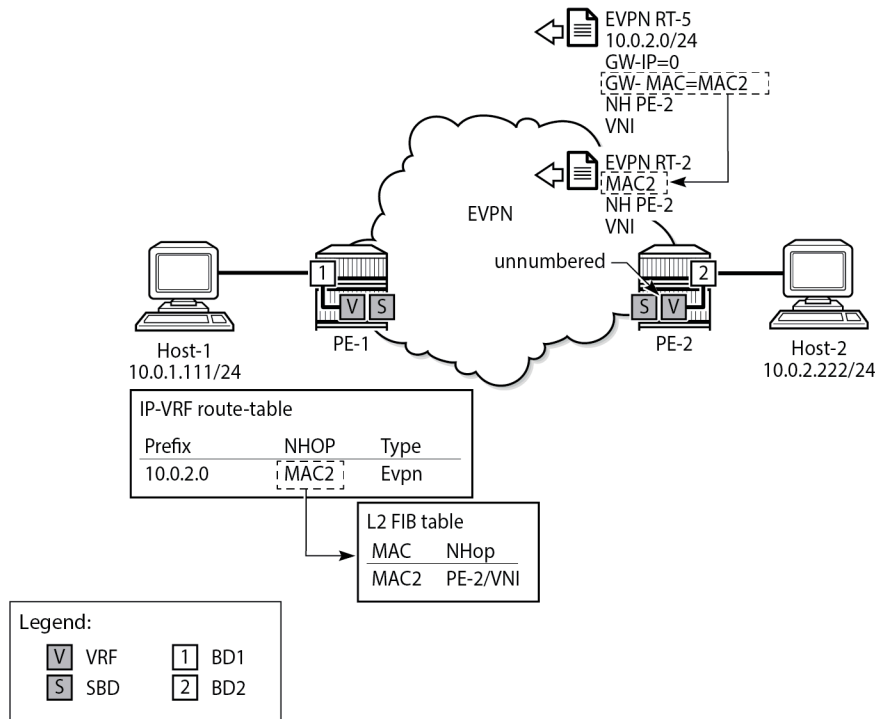 EVPN RT-5
10.0.2.0/24
GW-IP=0
GW- MAC=MAC2
NH PE-2
VNI
EVPN RT-2
MAC2
NH PE-2
VNI
EVPN
unnumbered
1
V S
2
S V
PE-1
PE-2
Host-1
10.0.1.111/24
Host-2
10.0.2.222/24
IP-VRF route-table
Prefix NHOP Type
10.0.2.0 MAC2 Evpn
L2 FIB table
MAC NHop
MAC2 PE-2/VNI
Legend:
V VRF 1 BD1
S SBD 2 BD2